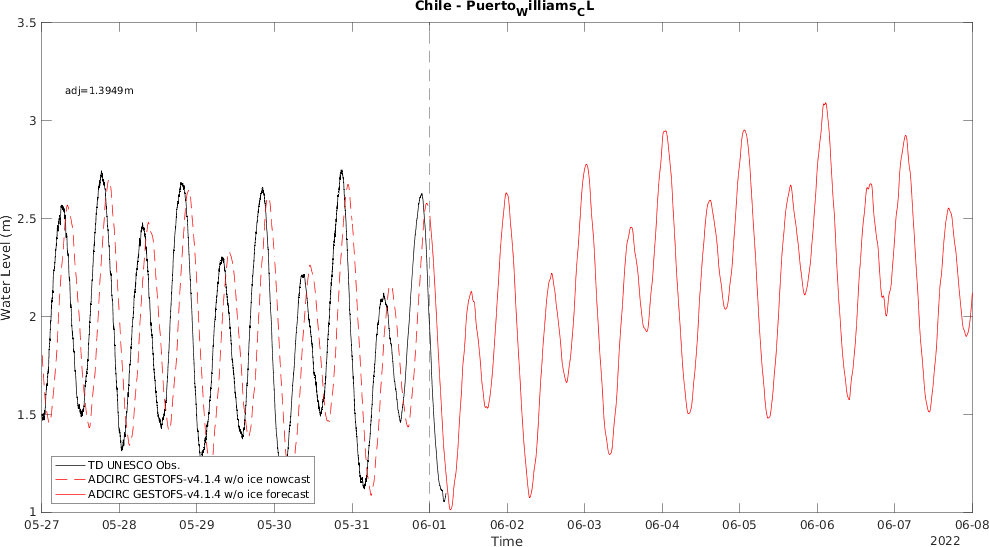 Chile - Puerto_Williams_CL
3.5
adj=1.3949m
3
2.5
Water Level (m)
2
1.5
TD UNESCO Obs.
ADCIRC GESTOFS-v4.1.4 w/o ice nowcast
ADCIRC GESTOFS-v4.1.4 w/o ice forecast
1
05-27 05-28 05-29 05-30 05-31 06-01 06-02 06-03 06-04 06-05 06-06 06-07 06-08
Time
2022